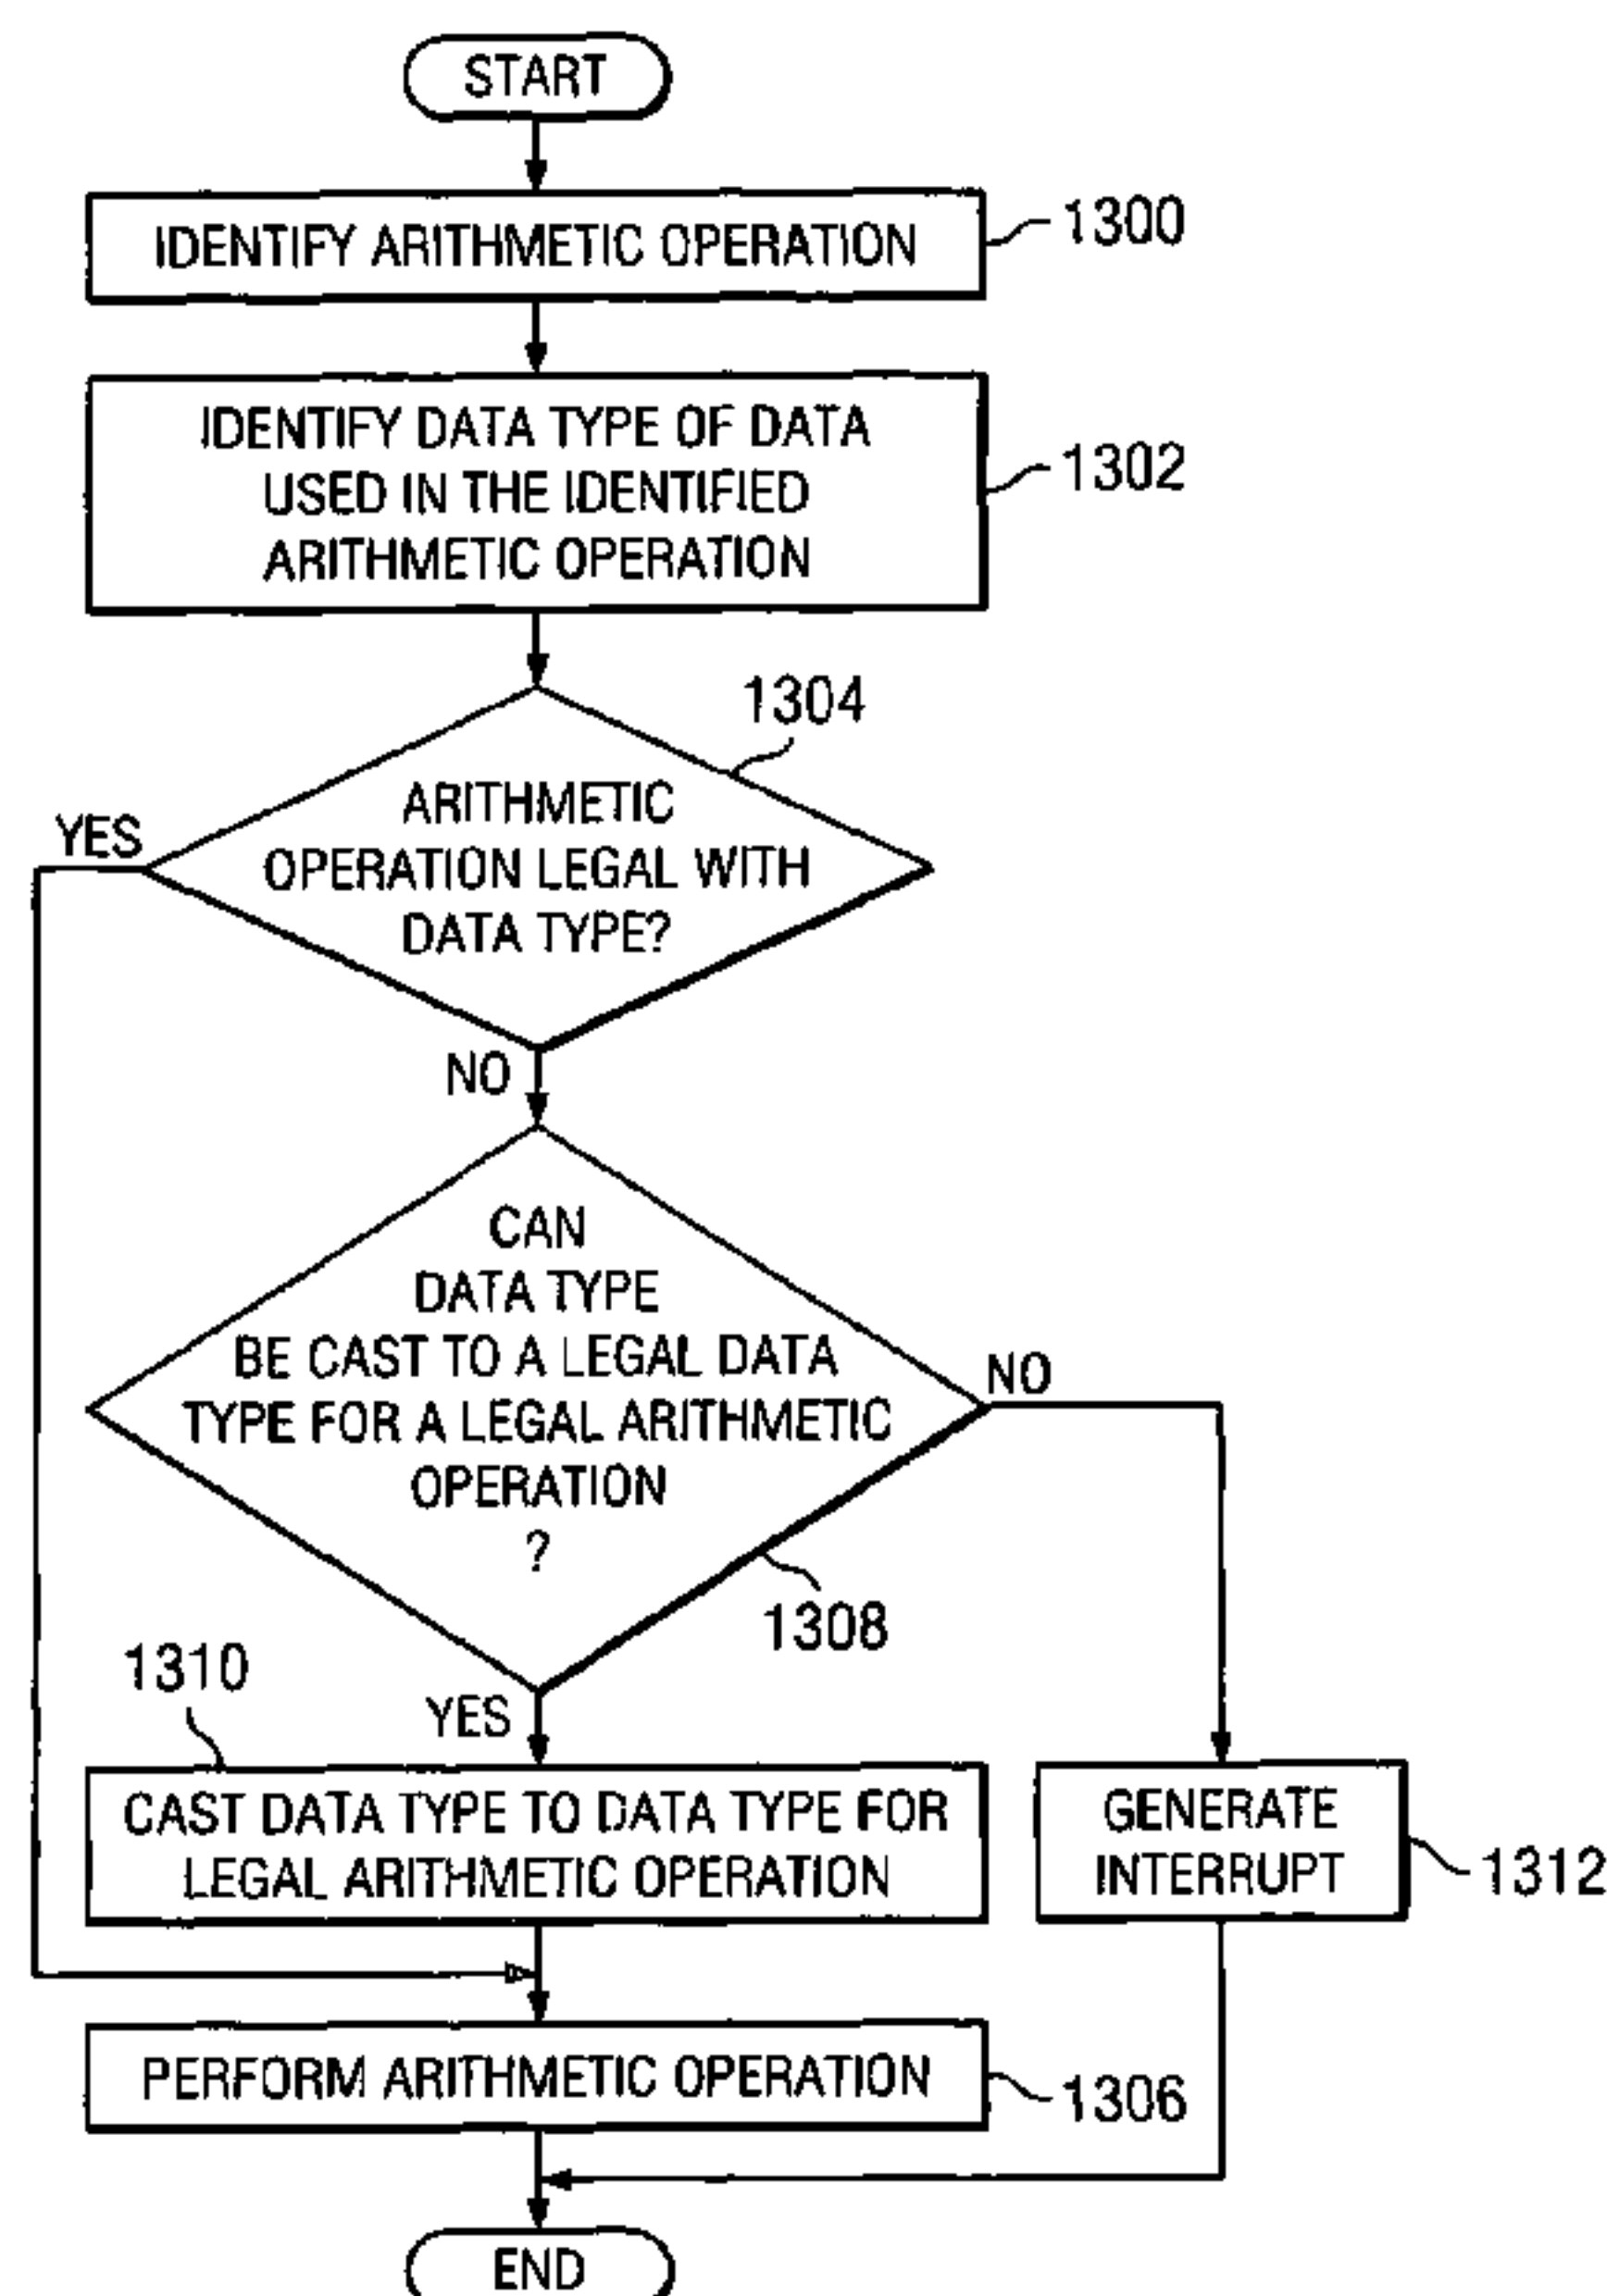 START
IDENTIFY ARITHMETIC OPERATION
1300
IDENTIFY DATA TYPE OF DATA
USED IN THE IDENTIFIED
ARITHMETIC OPERATION
1302
1304
ARITHMETIC
OPERATION LEGAL WITH
DATA TYPE?
YES
NO
CAN
DATA TYPE
BE CAST TO A LEGAL DATA
TYPE FOR A LEGAL ARITHMETIC
OPERATION
?
NO
1308
1310
YES
CAST DATA TYPE TO DATA TYPE FOR
LEGAL ARITHMETIC OPERATION
GENERATE
INTERRUPT
1312
PERFORM ARITHMETIC OPERATION
1306
END